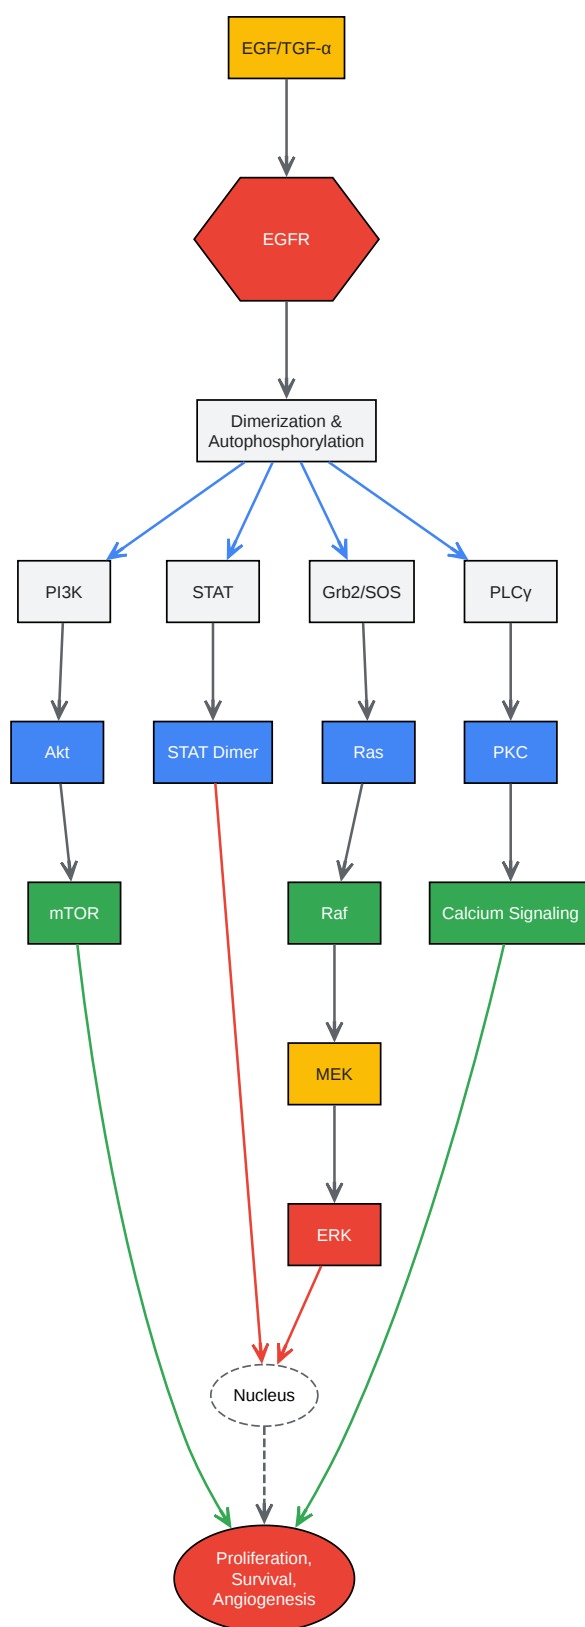 EGF/TGF-α
EGFR
Dimerization &
Autophosphorylation
PI3K
STAT
Grb2/SOS
PLCγ
Akt
STAT Dimer
Ras
PKC
mTOR
Raf
Calcium Signaling
MEK
ERK
Nucleus
Proliferation,
Survival,
Angiogenesis